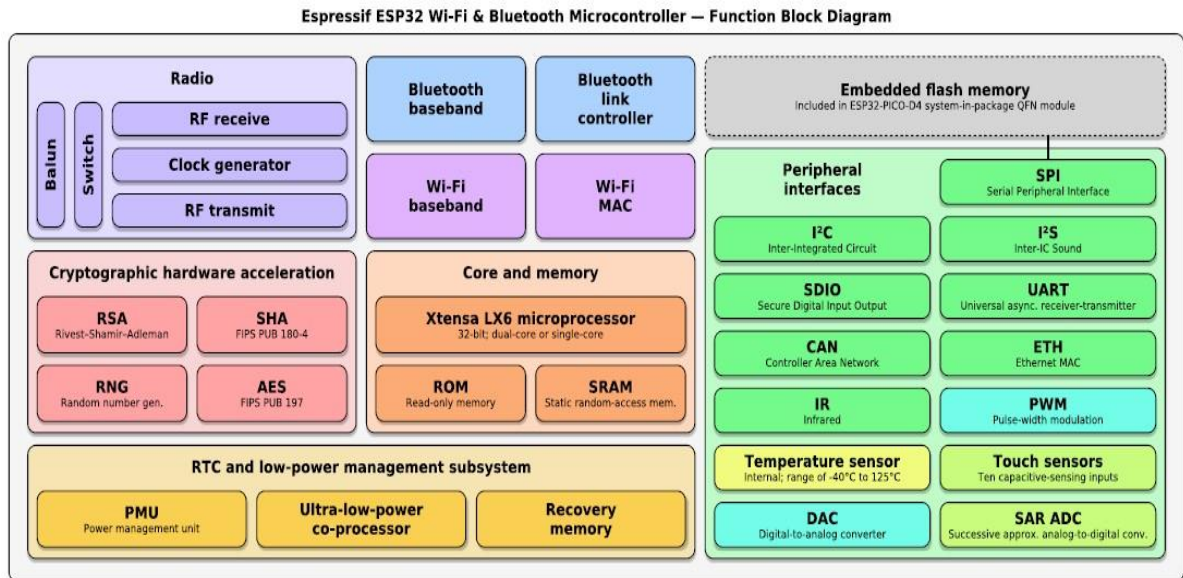 Espressif ESP32 Wi-Fi & Bluetooth Microcontroller — Function Block Diagram
Radio
Balun
Switch
RF receive
Clock generator
RF transmit
Bluetooth
baseband
Bluetooth
link
controller
Wi-Fi
baseband
Wi-Fi
MAC
Embedded flash memory
Included in ESP32-PICO-D4 system-in-package QFN module
Cryptographic hardware acceleration
RSA
Rivest–Shamir–Adleman
SHA
FIPS PUB 180-4
RNG
Random number gen.
AES
FIPS PUB 197
Core and memory
Xtensa LX6 microprocessor
32-bit; dual-core or single-core
ROM
Read-only memory
SRAM
Static random-access mem.
RTC and low-power management subsystem
PMU
Power management unit
Ultra-low-power
co-processor
Recovery
memory
Peripheral
interfaces
SPI
Serial Peripheral Interface
I²C
Inter-Integrated Circuit
I²S
Inter-IC Sound
SDIO
Secure Digital Input Output
UART
Universal async. receiver-transmitter
CAN
Controller Area Network
ETH
Ethernet MAC
IR
Infrared
PWM
Pulse-width modulation
Temperature sensor
Internal; range of -40°C to 125°C
Touch sensors
Ten capacitive-sensing inputs
DAC
Digital-to-analog converter
SAR ADC
Successive approx. analog-to-digital conv.